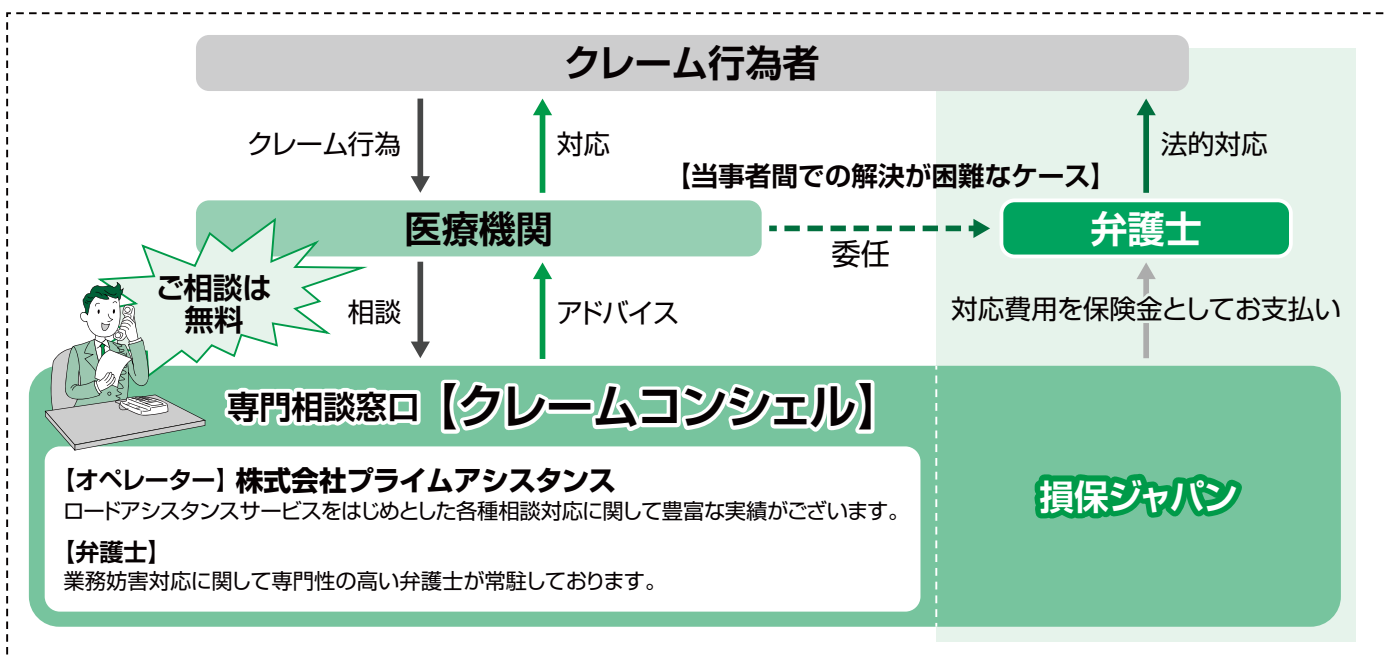 クレーム行為者
クレーム行為
対応
法的対応
【当事者間での解決が困難なケース】
医療機関
委任
弁護士
ご相談は
無料
相談
アドバイス
対応費用を保険金としてお支払い
専門相談窓口【クレームコンシェル】
【オペレーター】株式会社プライムアシスタンス
ロードアシスタンスサービスをはじめとした各種相談対応に関して豊富な実績がございます。
【弁護士】
業務妨害対応に関して専門性の高い弁護士が常駐しております。
損保ジャパン